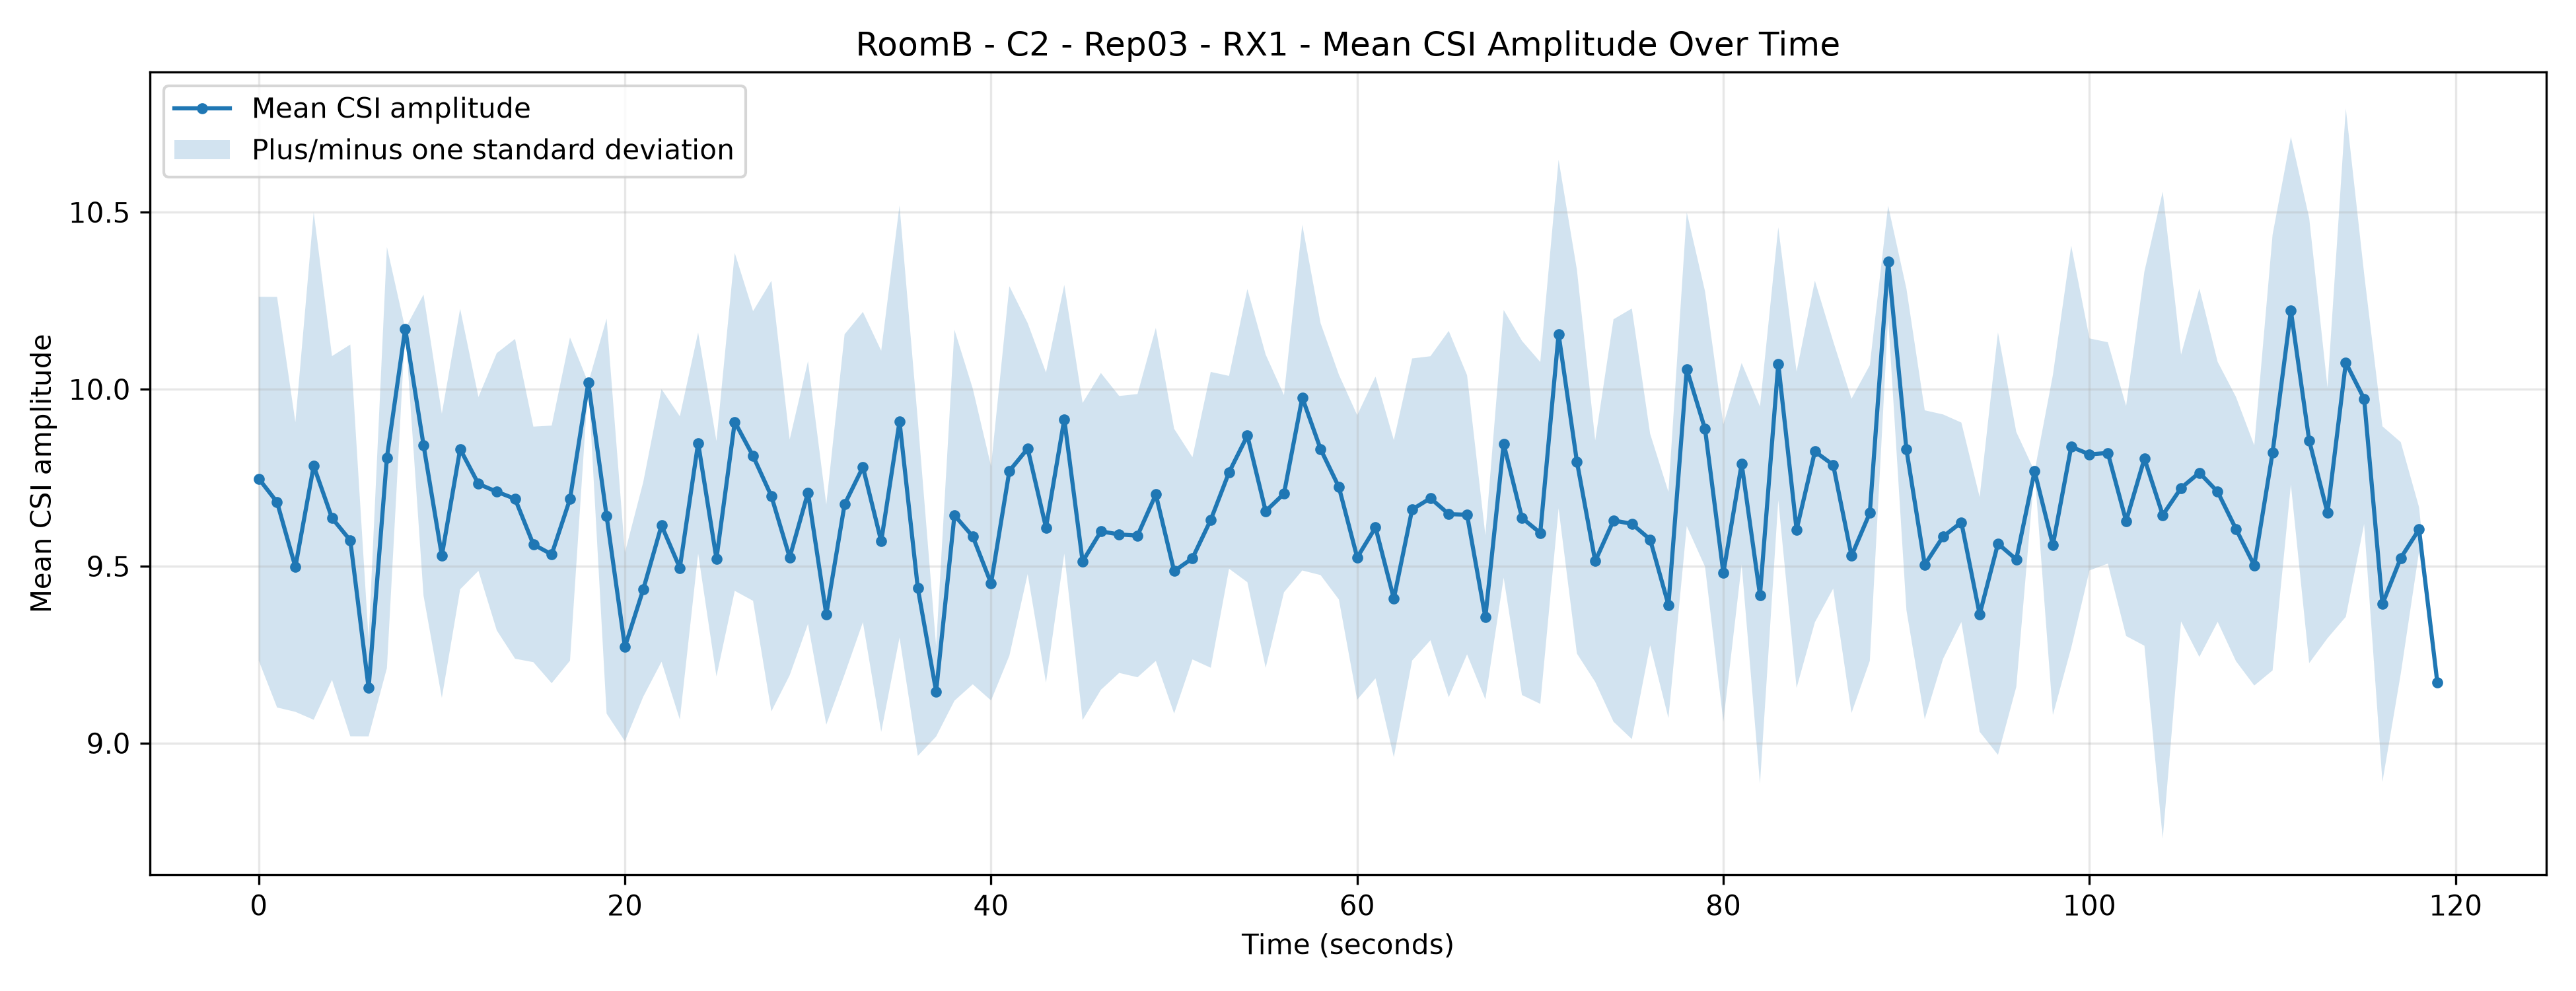 RoomB - C2 - Rep03 - RX1 - Mean CSI Amplitude Over Time
Mean CSI amplitude
Plus/minus one standard deviation
Mean CSI amplitude
10.5
10.0
9.5
9.0
0 20 40 60 80 100 120
Time (seconds)